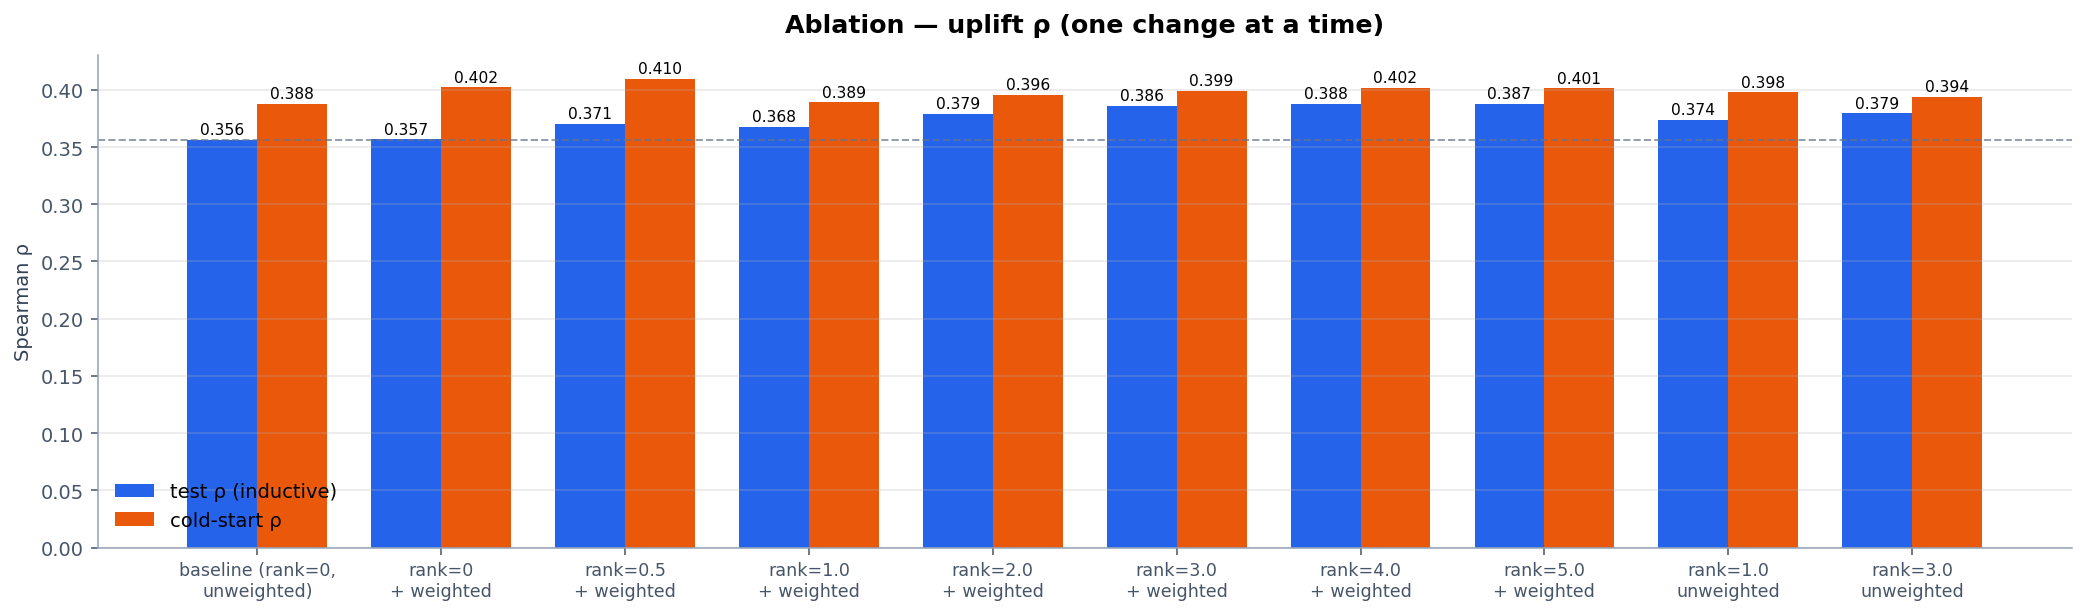 Ablation — uplift ρ (one change at a time)
Spearman ρ
0.40
0.35
0.30
0.25
0.20
0.15
0.10
0.05
0.00
0.356
0.388
0.357
0.402
0.371
0.410
0.368
0.389
0.379
0.396
0.386
0.399
0.388
0.402
0.387
0.401
0.374
0.398
0.379
0.394
test ρ (inductive)
cold-start ρ
baseline (rank=0,
unweighted)
rank=0
+ weighted
rank=0.5
+ weighted
rank=1.0
+ weighted
rank=2.0
+ weighted
rank=3.0
+ weighted
rank=4.0
+ weighted
rank=5.0
+ weighted
rank=1.0
unweighted
rank=3.0
unweighted